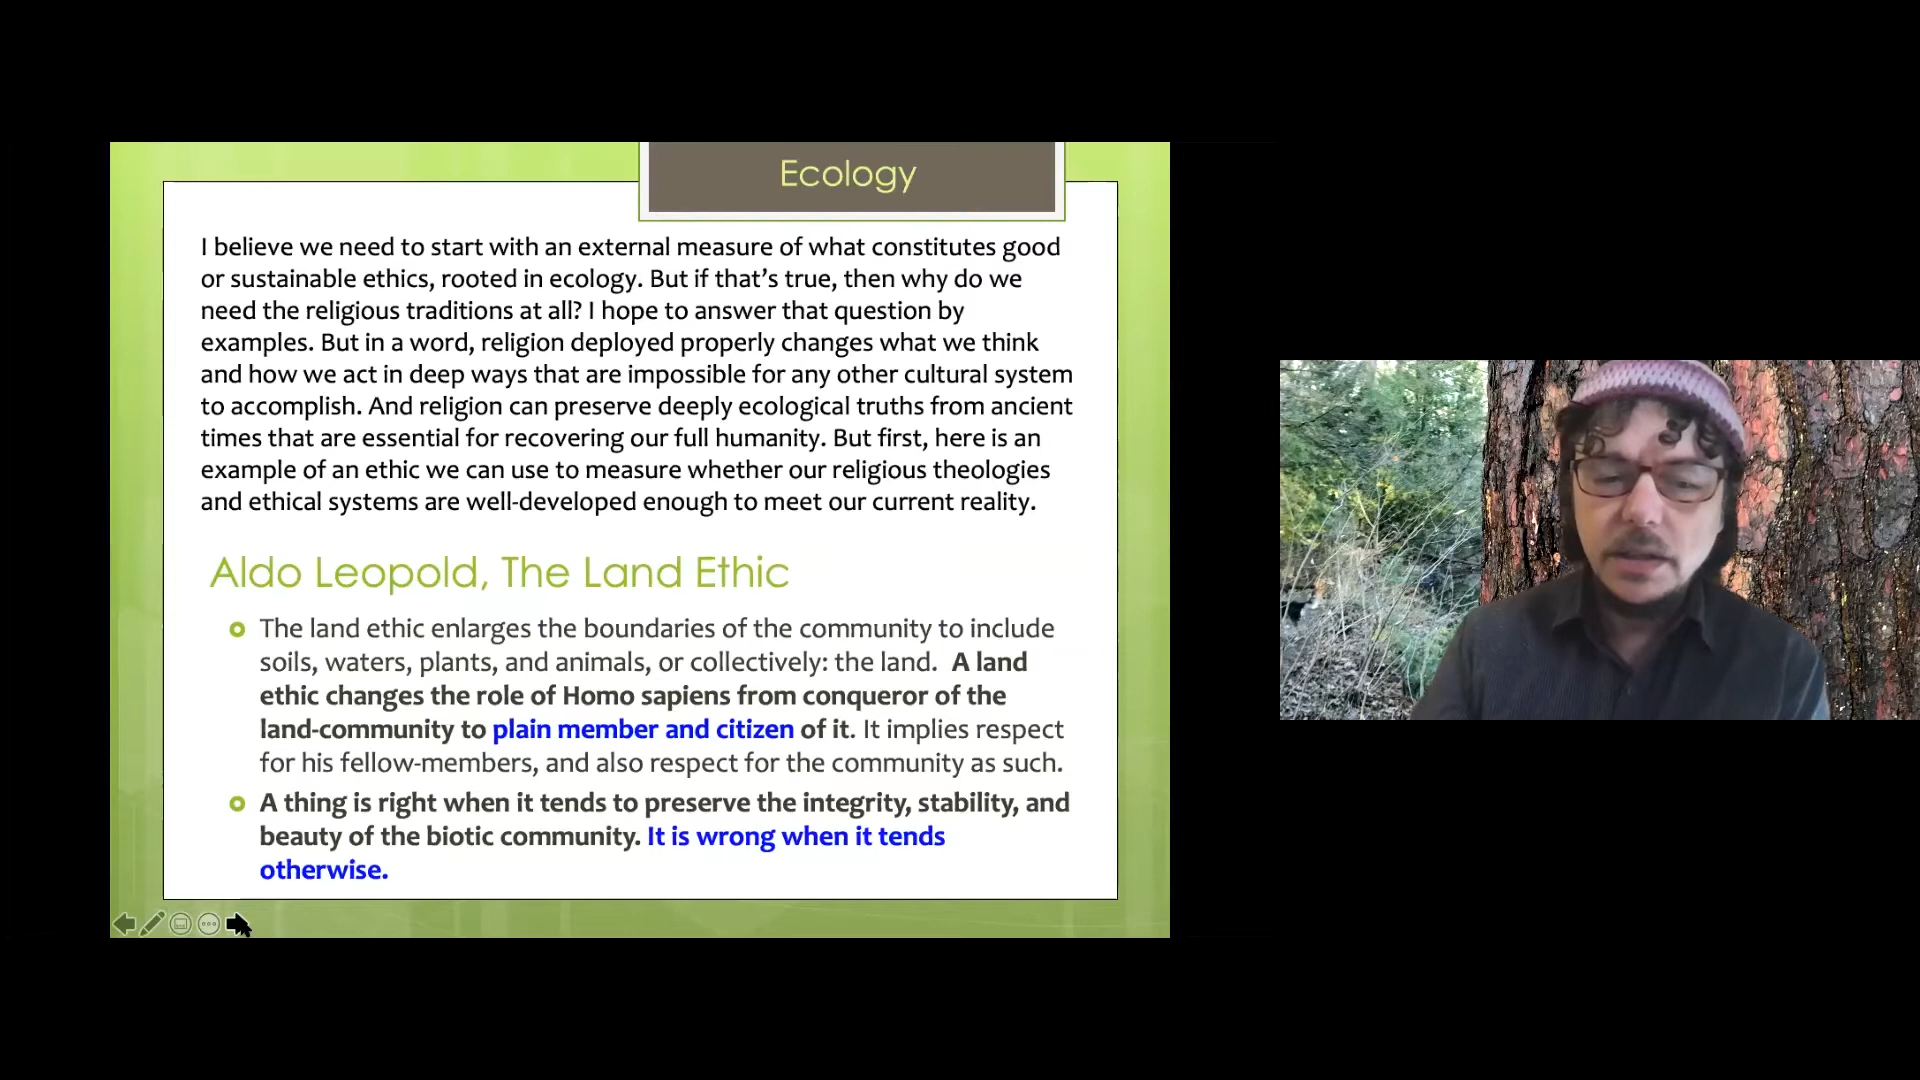 Ecology
I believe we need to start with an external measure of what constitutes good
or sustainable ethics, rooted in ecology. But if that’s true, then why do we
need the religious traditions at all? I hope to answer that question by
examples. But in a word, religion deployed properly changes what we think
and how we act in deep ways that are impossible for any other cultural system
to accomplish. And religion can preserve deeply ecological truths from ancient
times that are essential for recovering our full humanity. But first, here is an
example of an ethic we can use to measure whether our religious theologies
and ethical systems are well-developed enough to meet our current reality.
Aldo Leopold, The Land Ethic
The land ethic enlarges the boundaries of the community to include
soils, waters, plants, and animals, or collectively: the land. A land
ethic changes the role of Homo sapiens from conqueror of the
land-community to plain member and citizen of it. It implies respect
for his fellow-members, and also respect for the community as such.
A thing is right when it tends to preserve the integrity, stability, and
beauty of the biotic community. It is wrong when it tends
otherwise.